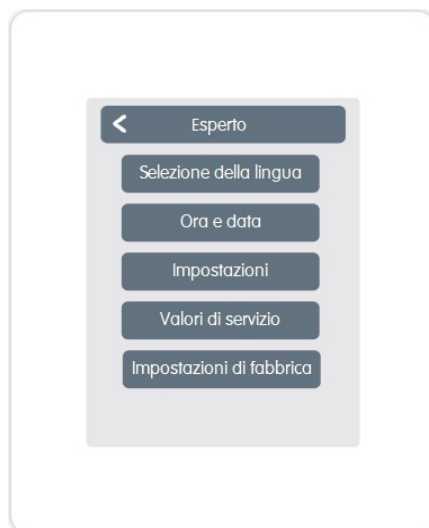 Esperto
Selezione della lingua
Ora e data
Impostazioni
Valori di servizio
Impostazioni di fabbrica